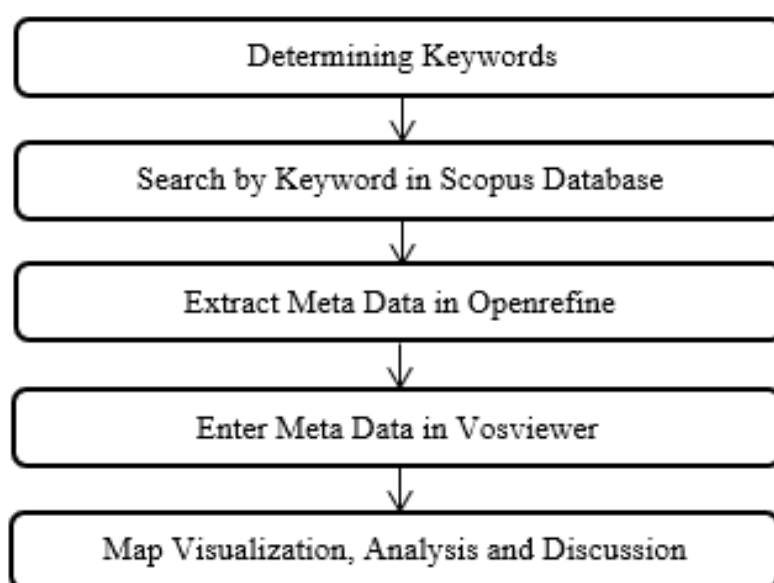 Determining Keywords
Search by Keyword in Scopus Database
Extract Meta Data in Openrefine
Enter Meta Data in Vosviewer
Map Visualization, Analysis and Discussion